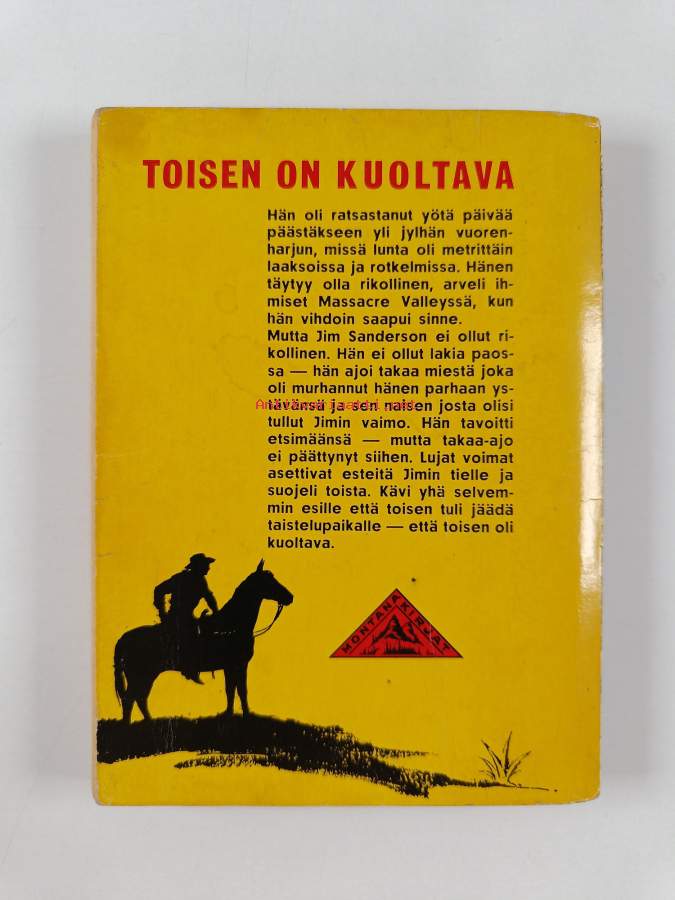 TOISEN ON KUOLTAVA
Hän oli ratsastanut yötä päivää
päästäkseen yli jylhän vuoren-
harjun, missä lunta oli metrittäin
laaksoissa ja rotkelmissa. Hänen
täytyy olla rikollinen, arveli ih-
miset Massacre Valleyssä, kun
hän vihdoin saapui sinne.
Mutta Jim Sanderson ei ollut ri-
kollinen. Hän ei ollut lakia paos-
sa — hän ajoi takaa miestä joka
oli murhannut hänen parhaan ys-
tävänsä ja sen naisen josta olisi
Antikvariaatti.net
tullut Jimin vaimo. Hän tavoitti
etsimäänsä — mutta takaa-ajo
ei päättynyt siihen. Lujat voimat
asettivat esteitä Jimin tielle ja
suojeli toista. Kävi yhä selvem-
min esille että toisen tuli jäädä
taistelupaikalle — että toisen oli
kuoltava.
MONTANA KIRJAT